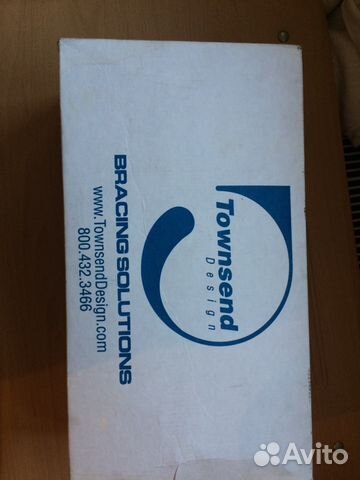 Townsend
Design
BRACING SOLUTIONS
www.TownsendDesign.com
800.432.3466
Avito